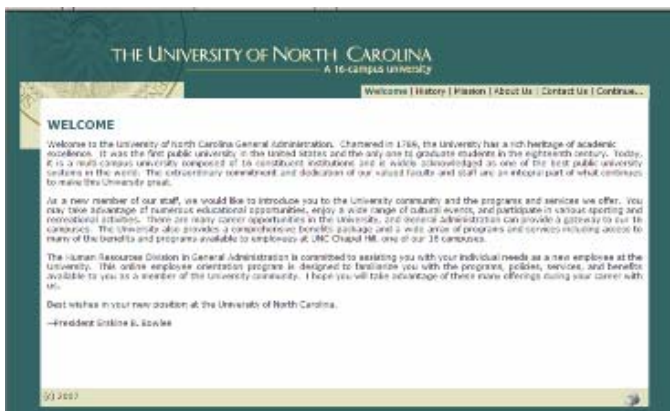 THE UNIVERSITY OF NORTH CAROLINA
A 16-campus university
Welcome | History | Mission | About Us | Contact Us | Continue...
WELCOME
Welcome to the University of North Carolina General Administration. Chartered in 1789, the University has a rich heritage of academic
excellence. It was the first public university in the United States and the only one to graduate students in the eighteenth century. Today,
it is a multi-campus university composed of 16 constituent institutions and is widely acknowledged as one of the best public university
systems in the world. The extraordinary commitment and dedication of our valued faculty and staff are an integral part of what continues
to make this University great.
As a new member of our staff, we would like to introduce you to the University community and the programs and services we offer. You
may take advantage of numerous educational opportunities, enjoy a wide range of cultural events, and participate in various sporting and
recreational activities. There are many career opportunities in the University, and General administration can provide a gateway to our 16
campuses. The University also provides a comprehensive benefits package and a wide array of programs and services including access to
many of the benefits and programs available to employees at UNC Chapel Hill, one of our 16 campuses.
The Human Resources Division in General Administration is committed to assisting you with your individual needs as a new employee at the
University. This online employee orientation program is designed to familiarize you with the programs, policies, services, and benefits
available to you as a member of the University community. I hope you will take advantage of these many offerings during your career with
us.
Best wishes in your new position at the University of North Carolina.
—President Erskine B. Bowles
(c) 2007